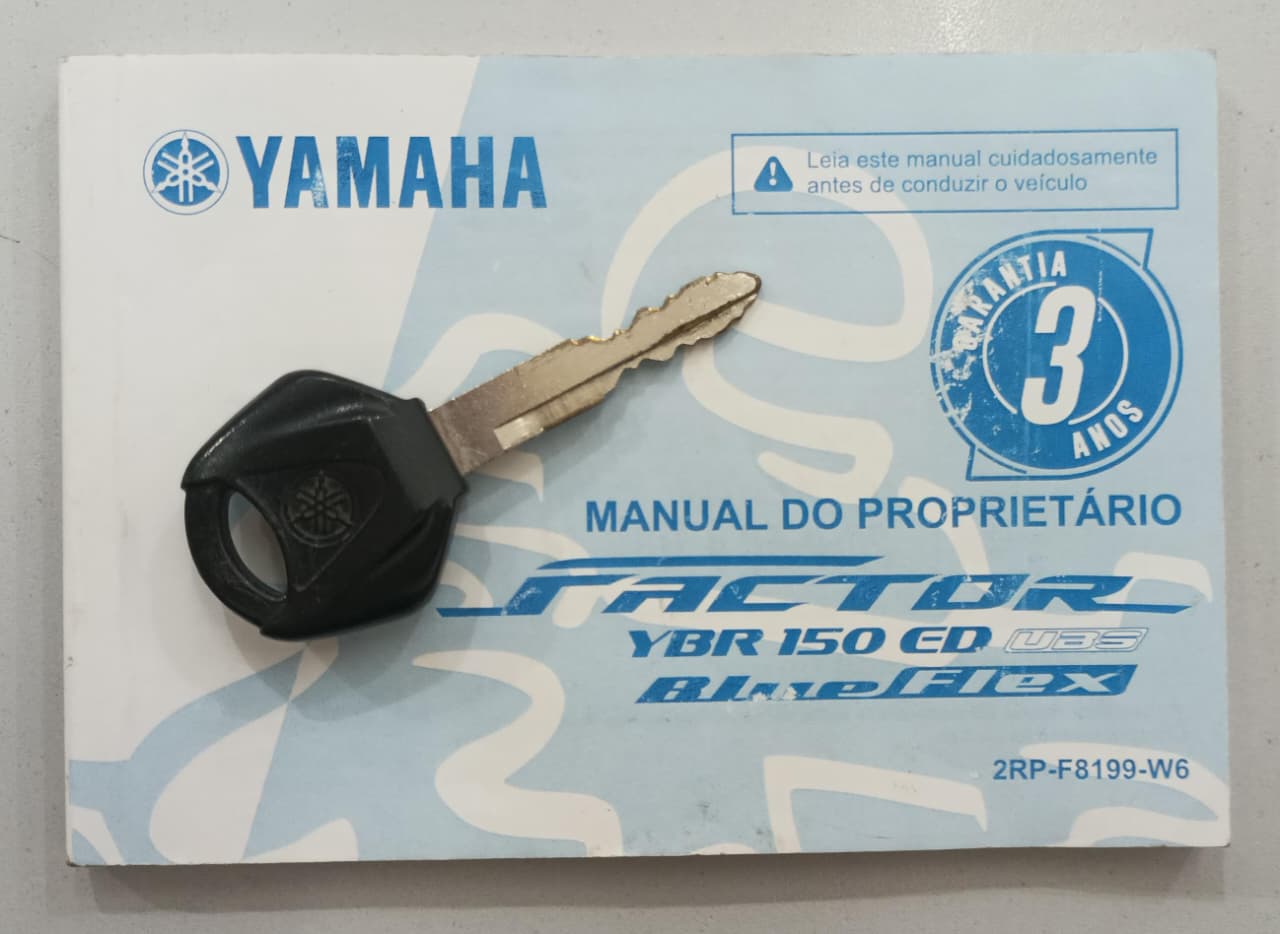 YAMAHA
Leia este manual cuidadosamente
antes de conduzir o veículo
GARANTIA
3
ANOS
MANUAL DO PROPRIETÁRIO
FACTOR
YBR 150 ED UBS
BlueFlex
2RP-F8199-W6